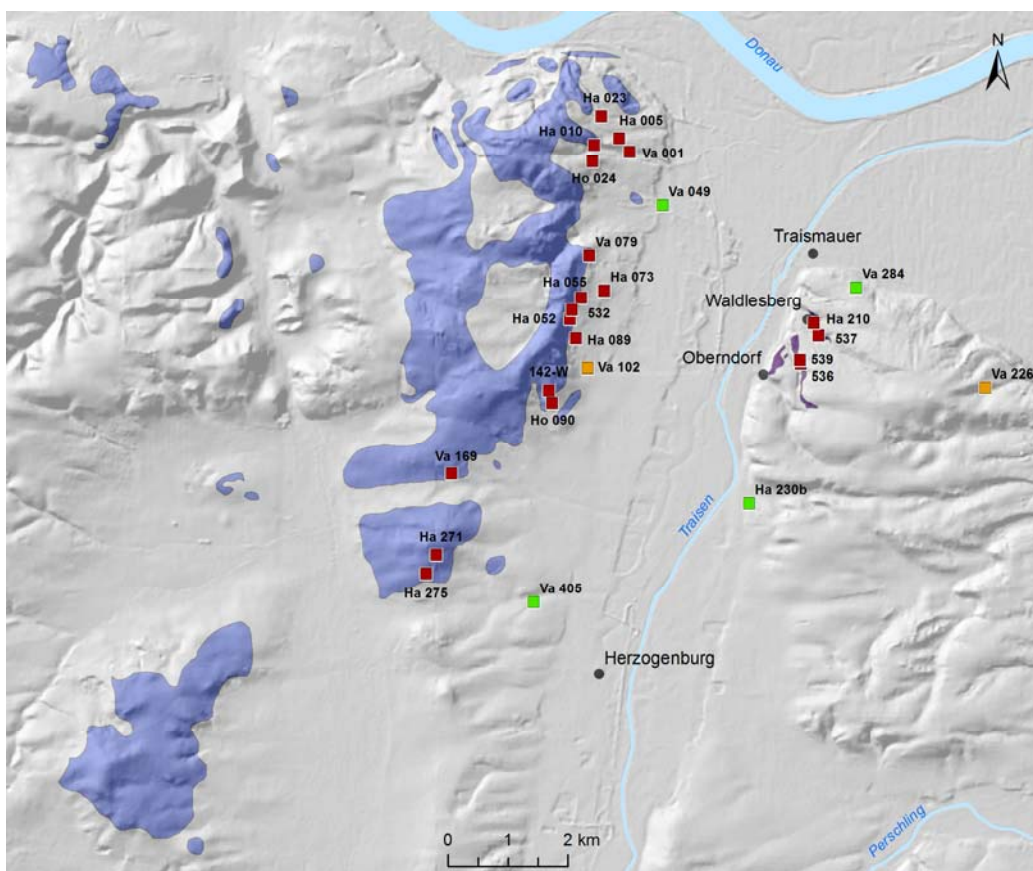 N
Donau
Ha 023
Ha 005
Ha 010
Va 001
Ho 024
Va 049
Va 079
Traismauer
Ha 055
Ha 073
Va 284
Waldlesberg
532
Ha 052
Ha 210
537
Ha 089
Oberndorf
539
Va 102
142-W
536
Va 226
Ho 090
Va 169
Ha 230b
Traisen
Ha 271
Ha 275
Va 405
Herzogenburg
Perschling
0 1 2 km